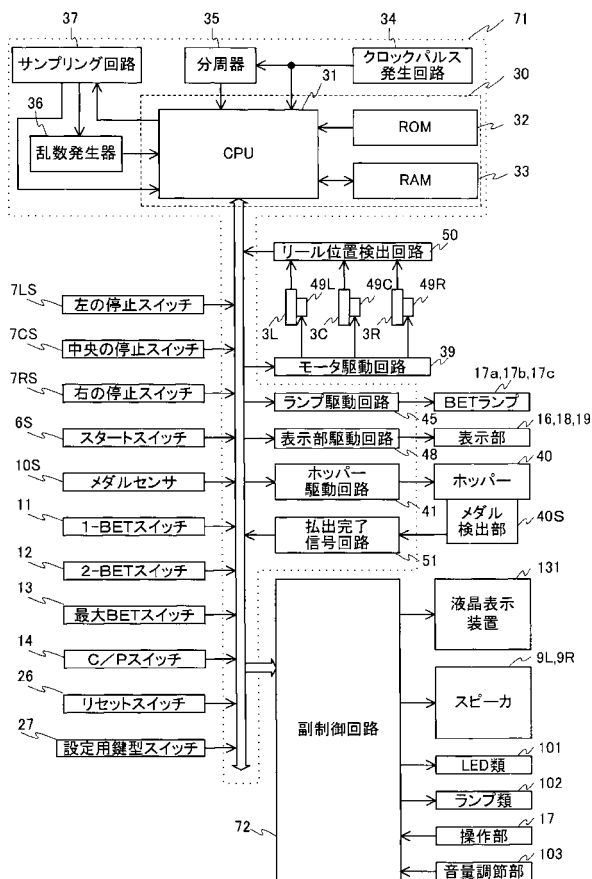 37
35
34
71
サンプリング回路
分周器
クロックパルス
発生回路
31
30
36
乱数発生器
CPU
ROM
32
RAM
33
50
リール位置検出回路
49L
49C
49R
3L
3C
3R
39
モータ駆動回路
7LS
左の停止スイッチ
7CS
中央の停止スイッチ
7RS
右の停止スイッチ
6S
スタートスイッチ
10S
メダルセンサ
11
1-BETスイッチ
12
2-BETスイッチ
13
最大BETスイッチ
14
C/Pスイッチ
26
リセットスイッチ
27
設定用鍵型スイッチ
17a,17b,17c
ランプ駆動回路
BETランプ
45
16,18,19
表示部駆動回路
表示部
48
40
ホッパー
駆動回路
ホッパー
41
メダル
検出部
40S
払出完了
信号回路
51
131
液晶表示
装置
9L,9R
スピーカ
副制御回路
101
LED類
102
ランプ類
72
17
操作部
103
音量調節部